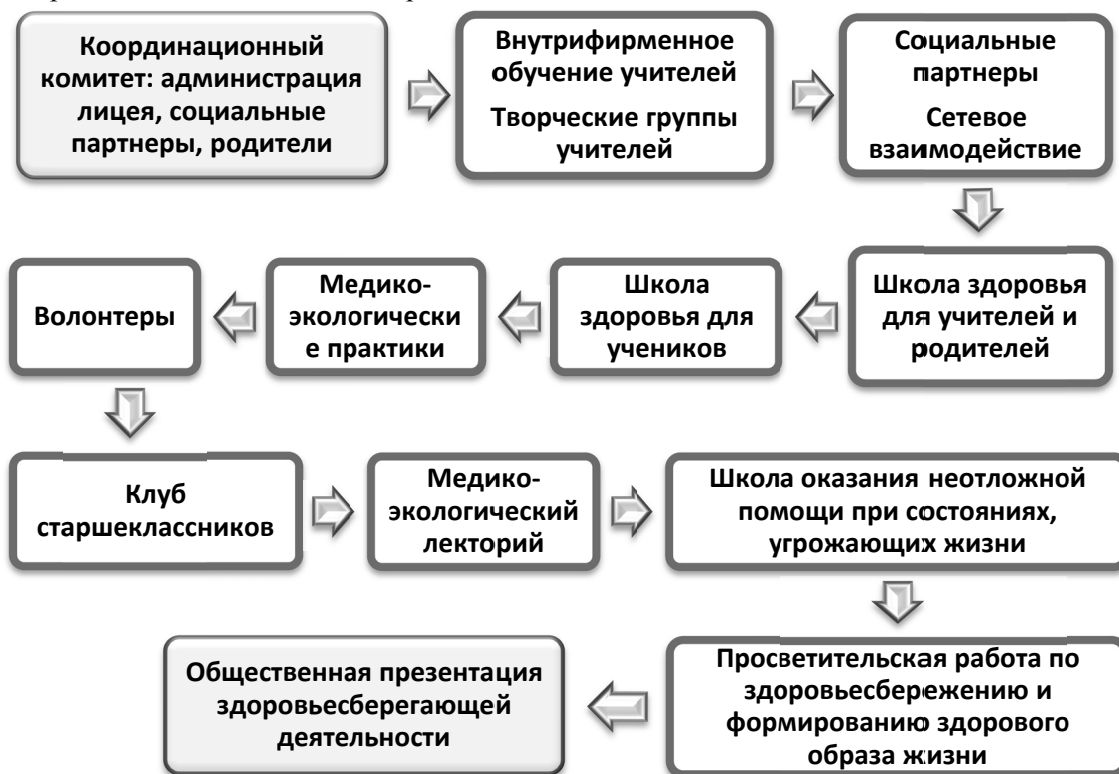 Координационный
комитет: администрация
лицея, социальные
партнеры, родители
Внутрифирменное
обучение учителей
Творческие группы
учителей
Социальные
партнеры
Сетевое
взаимодействие
Школа здоровья
для учителей и
родителей
Школа
здоровья для
учеников
Медико-
экологически
е практики
Волонтеры
Клуб
старшеклассников
Медико-
экологический
лекторий
Школа оказания неотложной
помощи при состояниях,
угрожающих жизни
Просветительская работа по
здоровьесбережению и
формированию здорового
образа жизни
Общественная презентация
здоровьесберегающей
деятельности